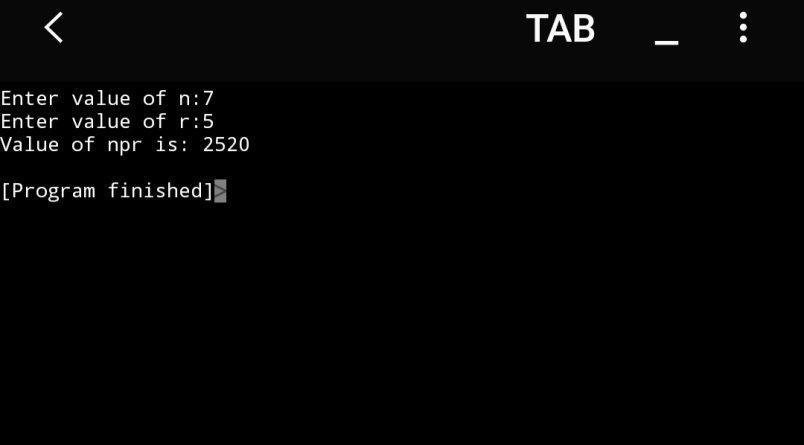 TAB
Enter value of n:7
Enter value of r:5
Value of npr is: 2520
[Program finished]>